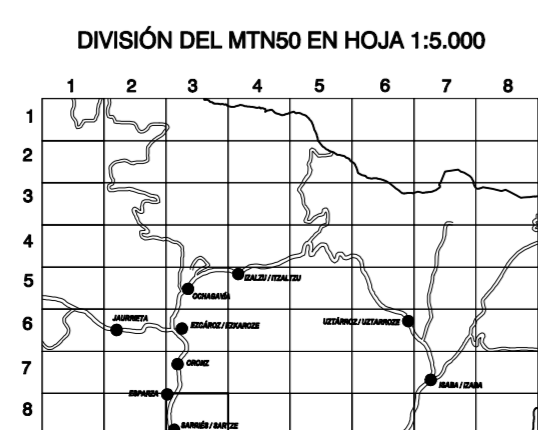 DIVISIÓN DEL MTN50 EN HOJA 1:5.000
1 2 3 4 5 6 7 8
1
2
3
4
IZALZU / ITZALTZU
5
OCHAGAVÍA
JAURRIETA
UZTÁRROZ / UZTARROZE
6
EZCÁROZ / EZKAROZE
ORONZ
7
ISABA / IZABA
ESPARZA
8
SARRIÉS / SARTZE